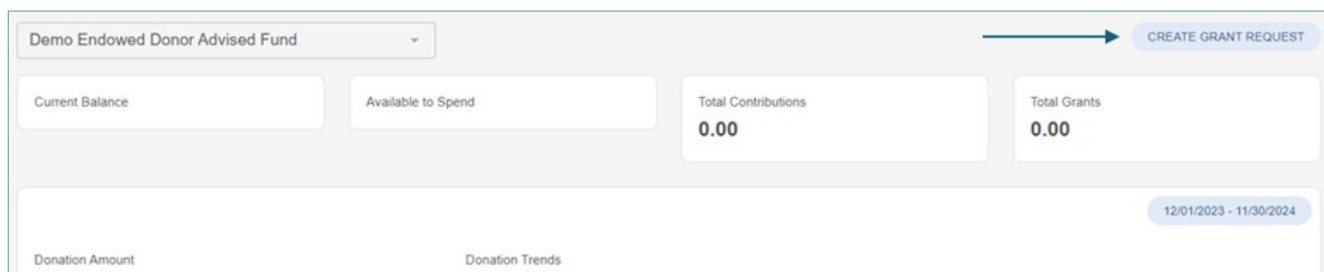 Demo Endowed Donor Advised Fund
CREATE GRANT REQUEST
Current Balance
Available to Spend
Total Contributions
0.00
Total Grants
0.00
12/01/2023 - 11/30/2024
Donation Amount
Donation Trends